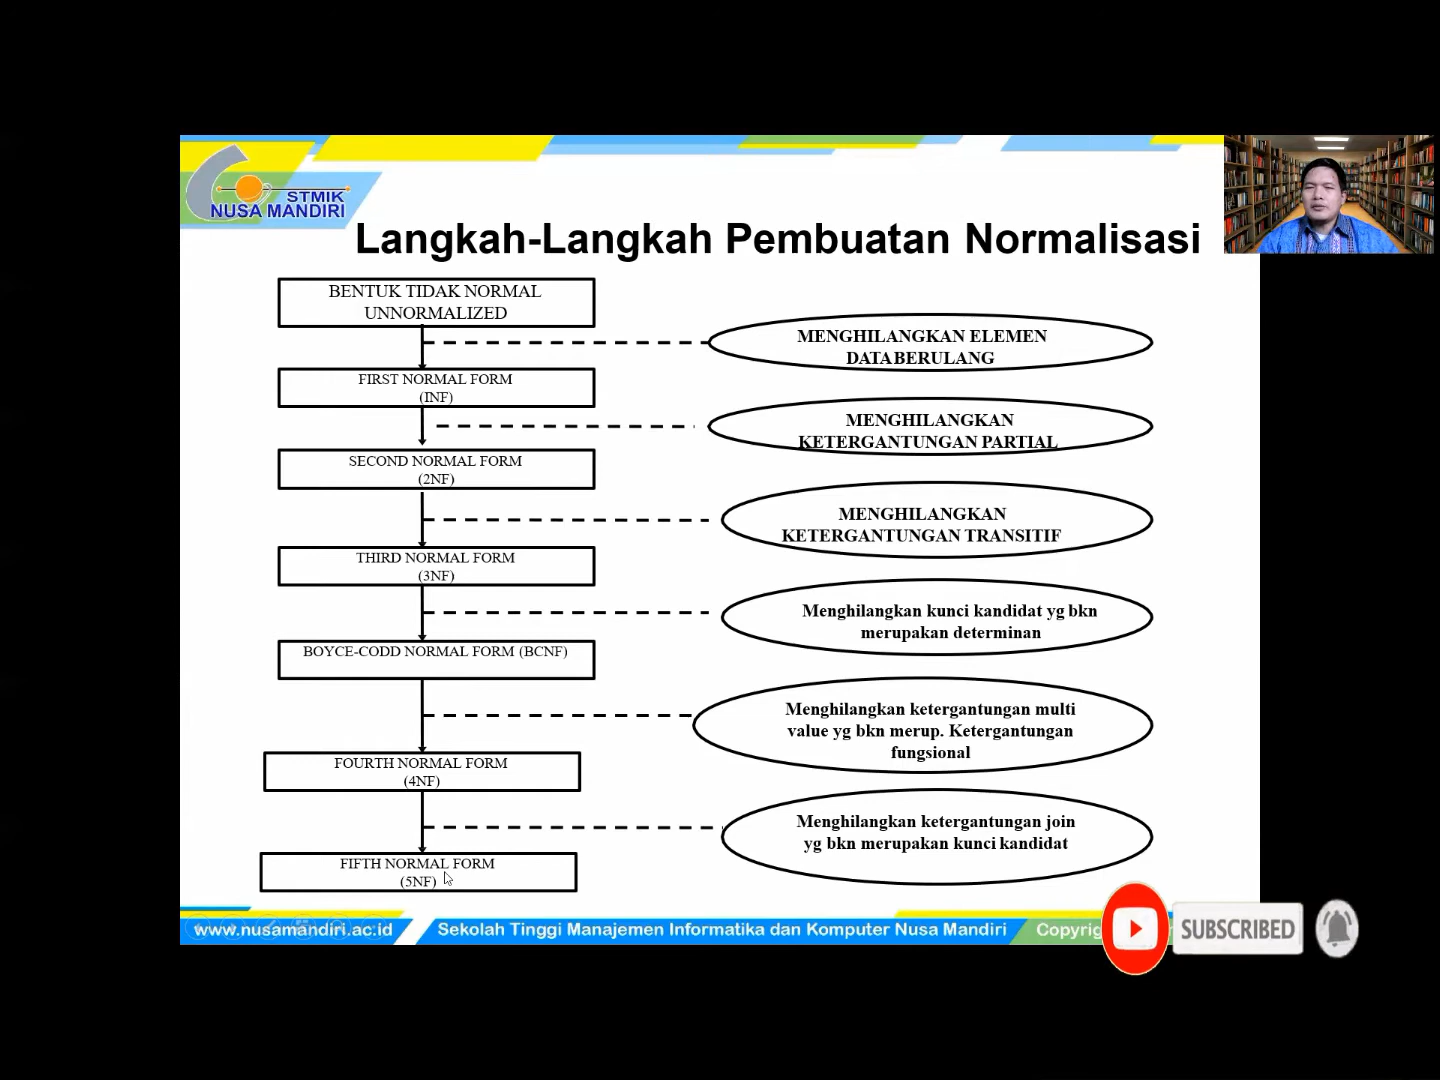 STMIK
NUSA MANDIRI
Langkah-Langkah Pembuatan Normalisasi
BENTUK TIDAK NORMAL
UNNORMALIZED
MENGHILANGKAN ELEMEN
DATA BERULANG
FIRST NORMAL FORM
(1NF)
MENGHILANGKAN
KETERGANTUNGAN PARTIAL
SECOND NORMAL FORM
(2NF)
MENGHILANGKAN
KETERGANTUNGAN TRANSITIF
THIRD NORMAL FORM
(3NF)
Menghilangkan kunci kandidat yg bkn
merupakan determinan
BOYCE-CODD NORMAL FORM (BCNF)
Menghilangkan ketergantungan multi
value yg bkn merup. Ketergantungan
fungsional
FOURTH NORMAL FORM
(4NF)
Menghilangkan ketergantungan join
yg bkn merupakan kunci kandidat
FIFTH NORMAL FORM
(5NF)
www.nusamandiri.ac.id
Sekolah Tinggi Manajemen Informatika dan Komputer Nusa Mandiri
SUBSCRIBED